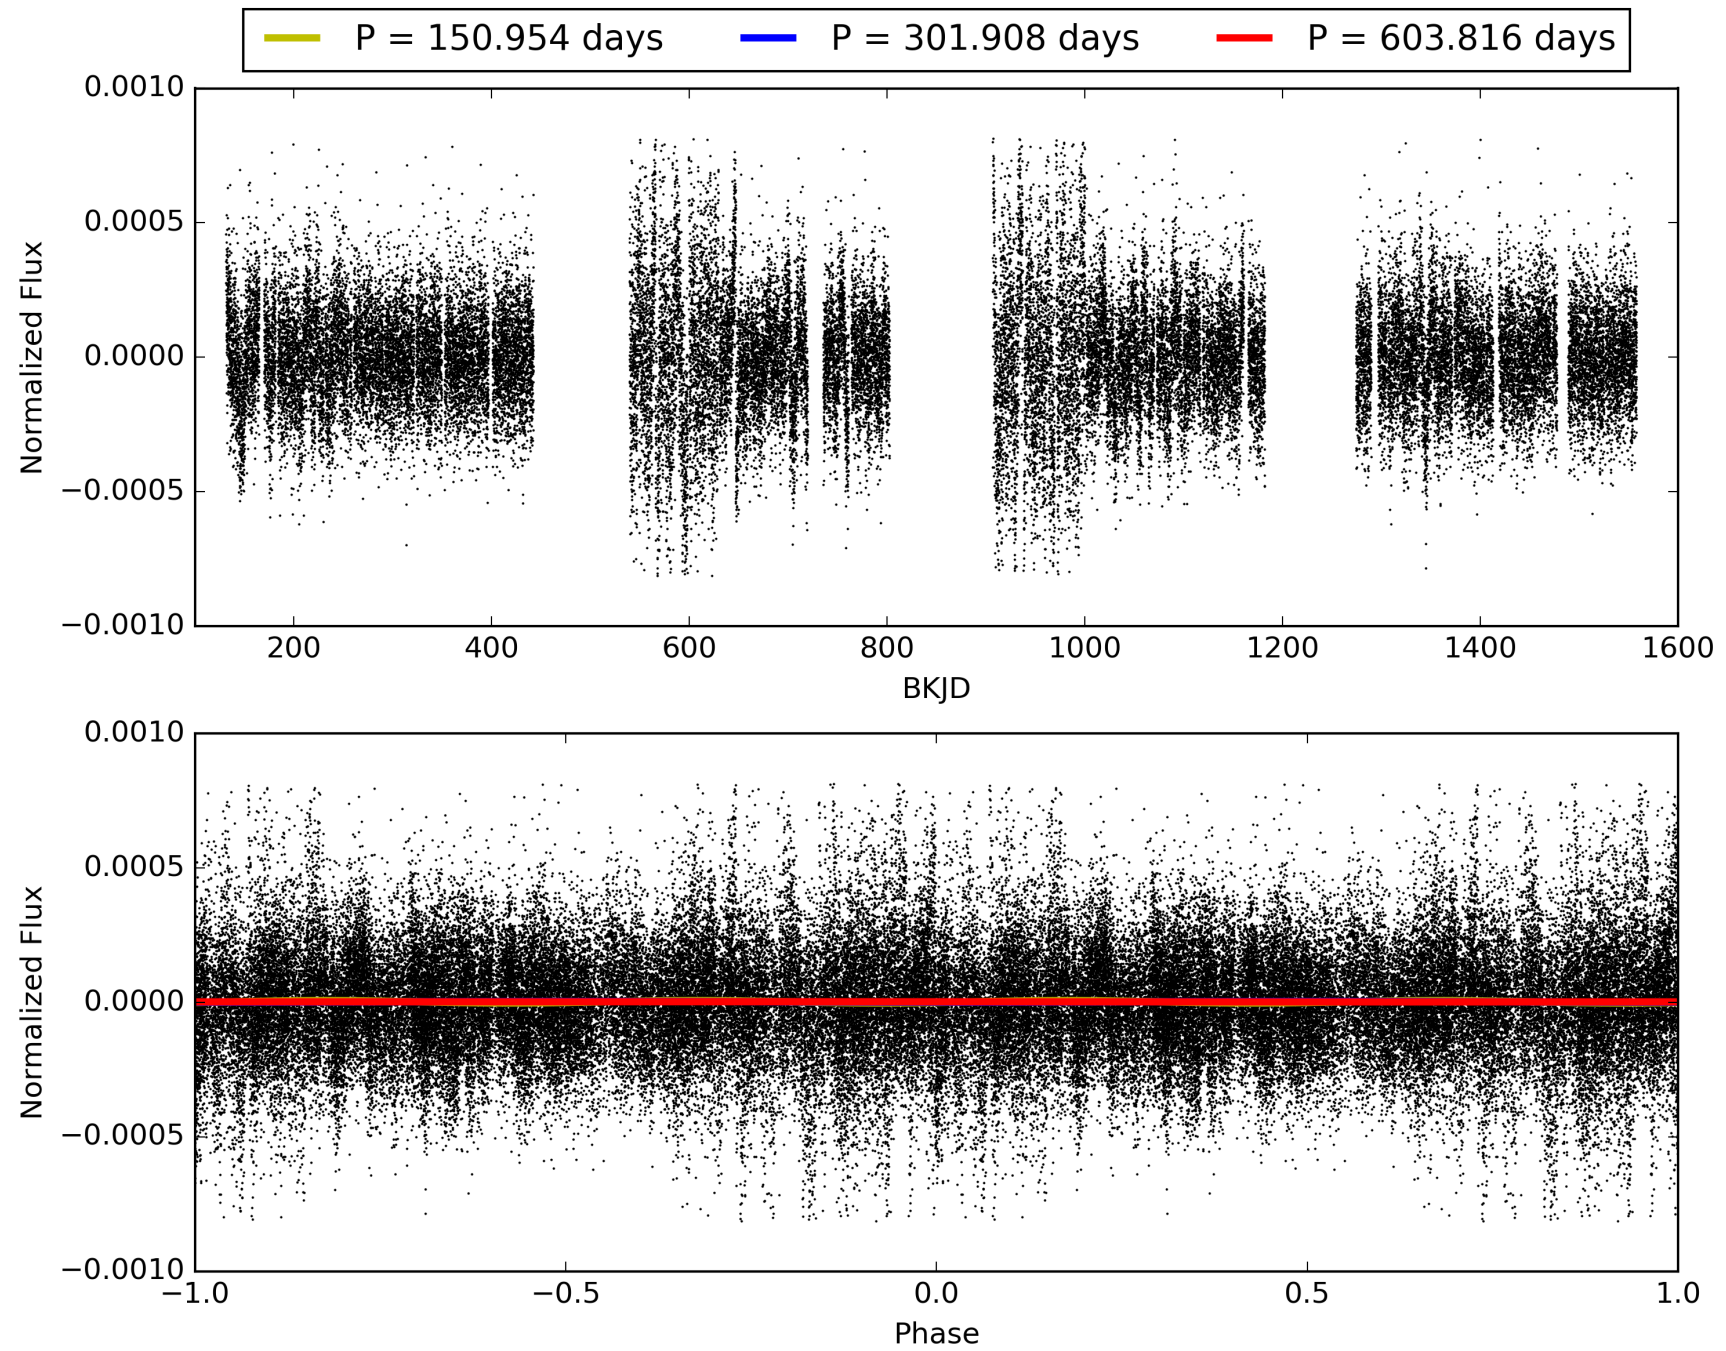 P = 150.954 days P = 301.908 days P = 603.816 days
0.0010
0.0005
0.0000
−0.0005
−0.0010
Normalized Flux
200 400 600 800 1000 1200 1400 1600
BKJD
0.0010
0.0005
0.0000
−0.0005
−0.0010
Normalized Flux
−1.0 −0.5 0.0 0.5 1.0
Phase